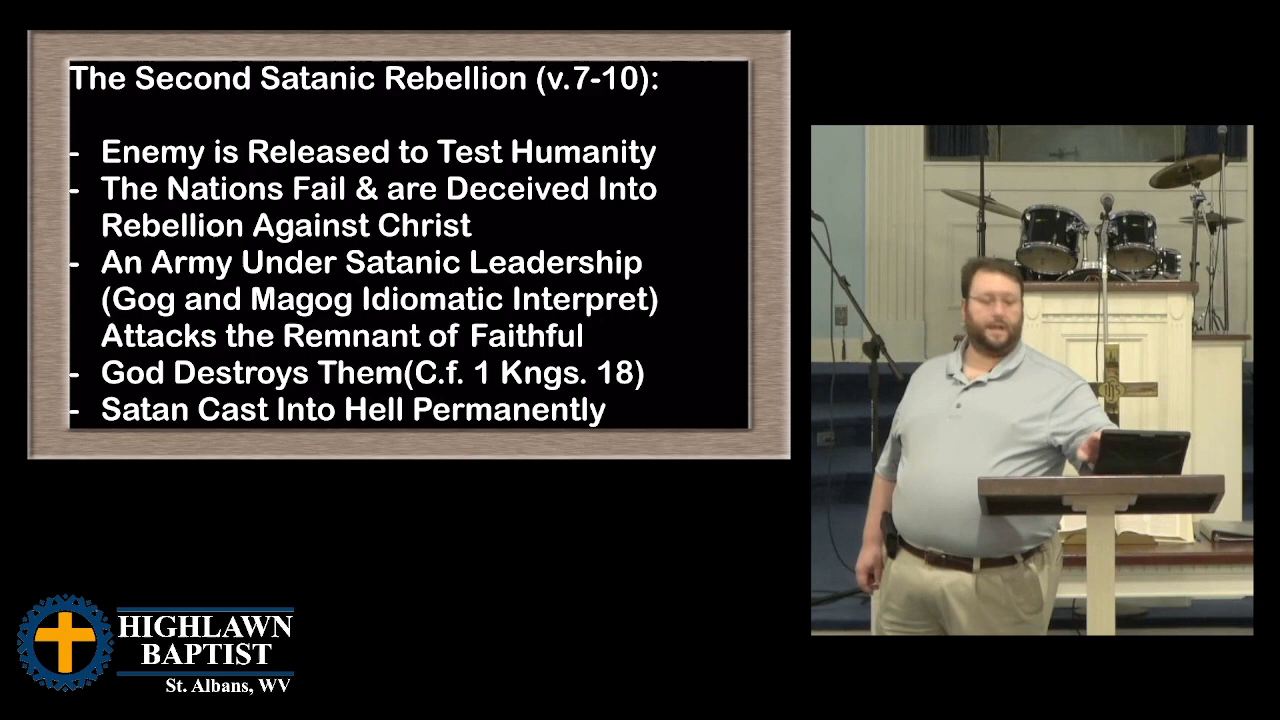 The Second Satanic Rebellion (v.7-10):
- Enemy is Released to Test Humanity
- The Nations Fail & are Deceived Into
Rebellion Against Christ
- An Army Under Satanic Leadership
(Gog and Magog Idiomatic Interpret)
Attacks the Remnant of Faithful
- God Destroys Them(C.f. 1 Kngs. 18)
- Satan Cast Into Hell Permanently
HIGHLAWN
BAPTIST
St. Albans, WV